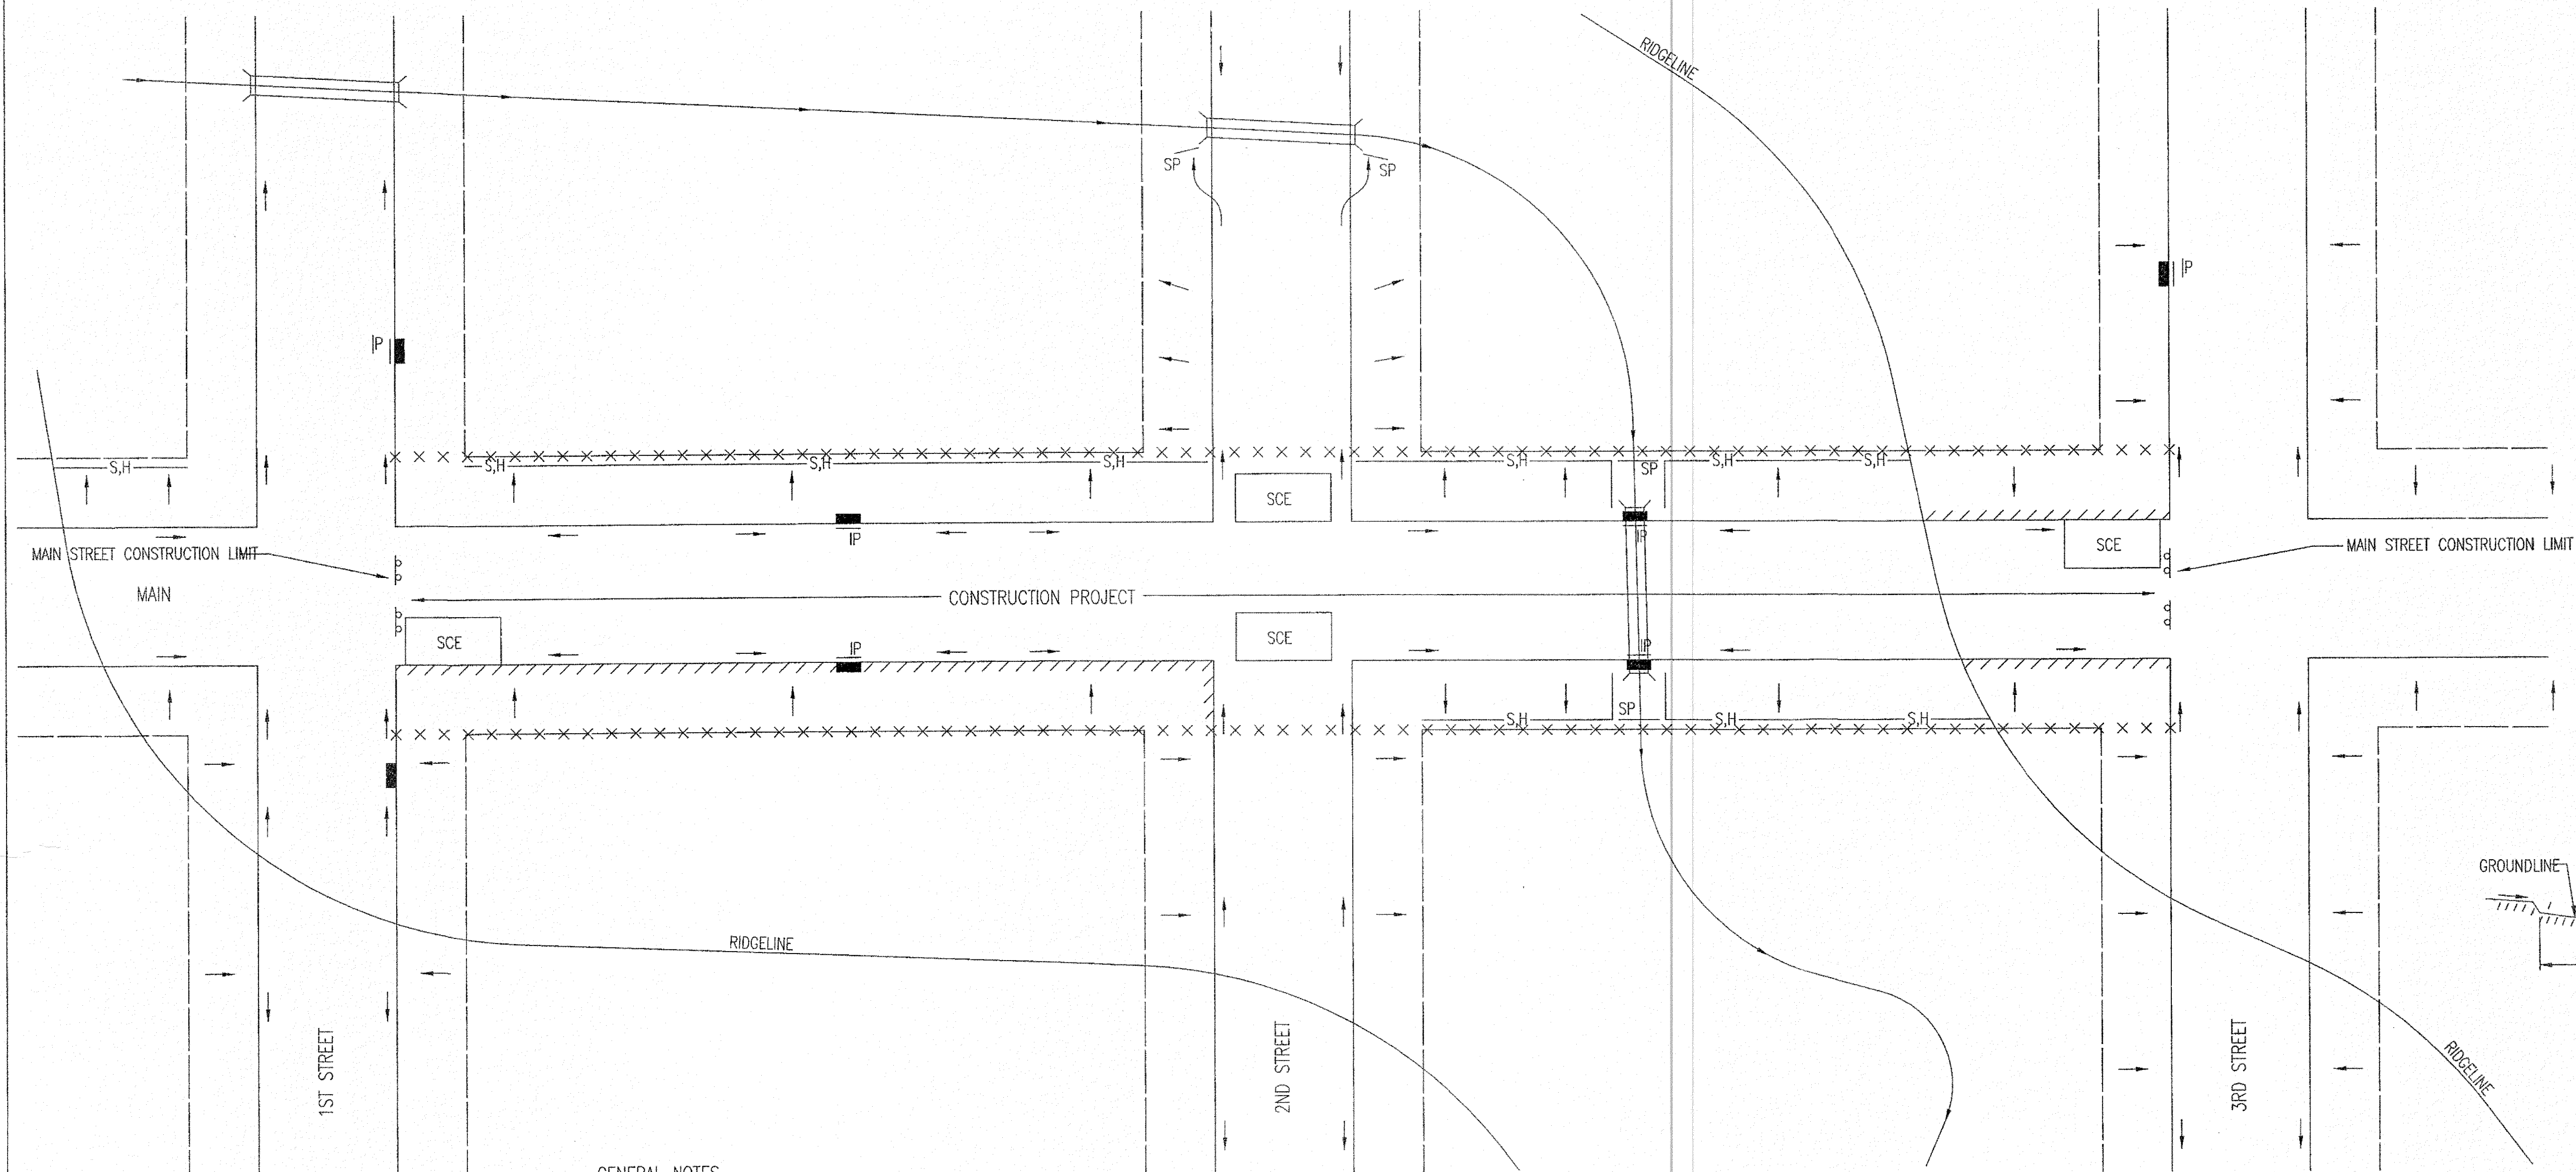 RIDGELINE
SP
SP
IP
IP
S,H
S,H
S,H
S,H
S,H
SP
S,H
S,H
SCE
IP
IP
SCE
MAIN STREET CONSTRUCTION LIMIT
MAIN STREET CONSTRUCTION LIMIT
MAIN
CONSTRUCTION PROJECT
SCE
SCE
IP
IP
S,H
SP
S,H
S,H
GROUNDLINE
RIDGELINE
1ST STREET
2ND STREET
3RD STREET
RIDGELINE
GENERAL NOTES